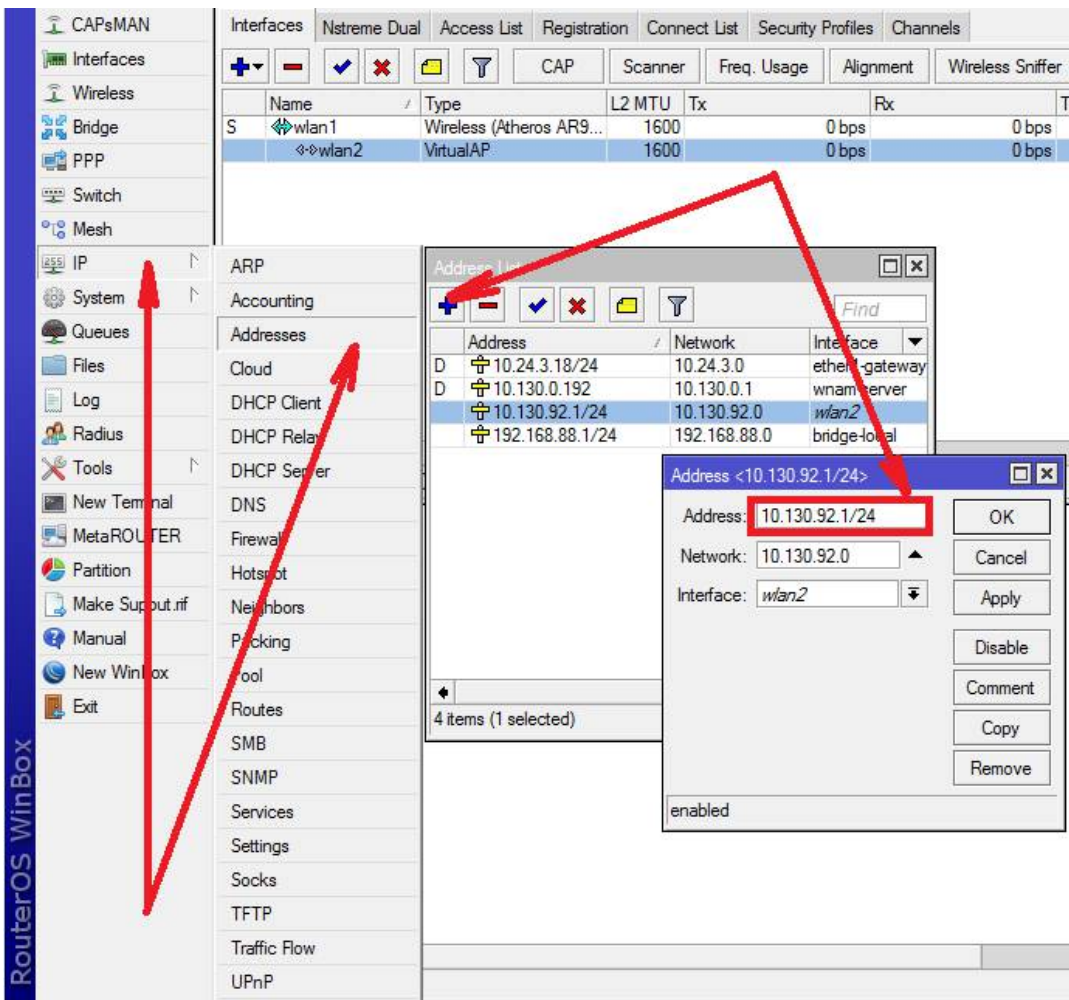 CAPsMAN
Interfaces
Wireless
Bridge
PPP
Switch
Mesh
IP
System
Queues
Files
Log
Radius
Tools
New Terminal
MetaROUTER
Partition
Make Supout.rif
Manual
New WinBox
Exit
RouterOS WinBox
Interfaces Nstreme Dual Access List Registration Connect List Security Profiles Channels
CAP Scanner Freq. Usage Alignment Wireless Sniffer
Name / Type L2 MTU Tx Rx T
S wlan1 Wireless (Atheros AR9... 1600 0 bps 0 bps
wlan2 VirtualAP 1600 0 bps 0 bps
ARP
Accounting
Addresses
Cloud
DHCP Client
DHCP Relay
DHCP Server
DNS
Firewall
Hotspot
Neighbors
Packing
Pool
Routes
SMB
SNMP
Services
Settings
Socks
TFTP
Traffic Flow
UPnP
Address List
Find
Address / Network Interface
D 10.24.3.18/24 10.24.3.0 ether1-gateway
D 10.130.0.192 10.130.0.1 wnam-server
10.130.92.1/24 10.130.92.0 wlan2
192.168.88.1/24 192.168.88.0 bridge-local
4 items (1 selected)
Address <10.130.92.1/24>
Address: 10.130.92.1/24
Network: 10.130.92.0
Interface: wlan2
OK
Cancel
Apply
Disable
Comment
Copy
Remove
enabled